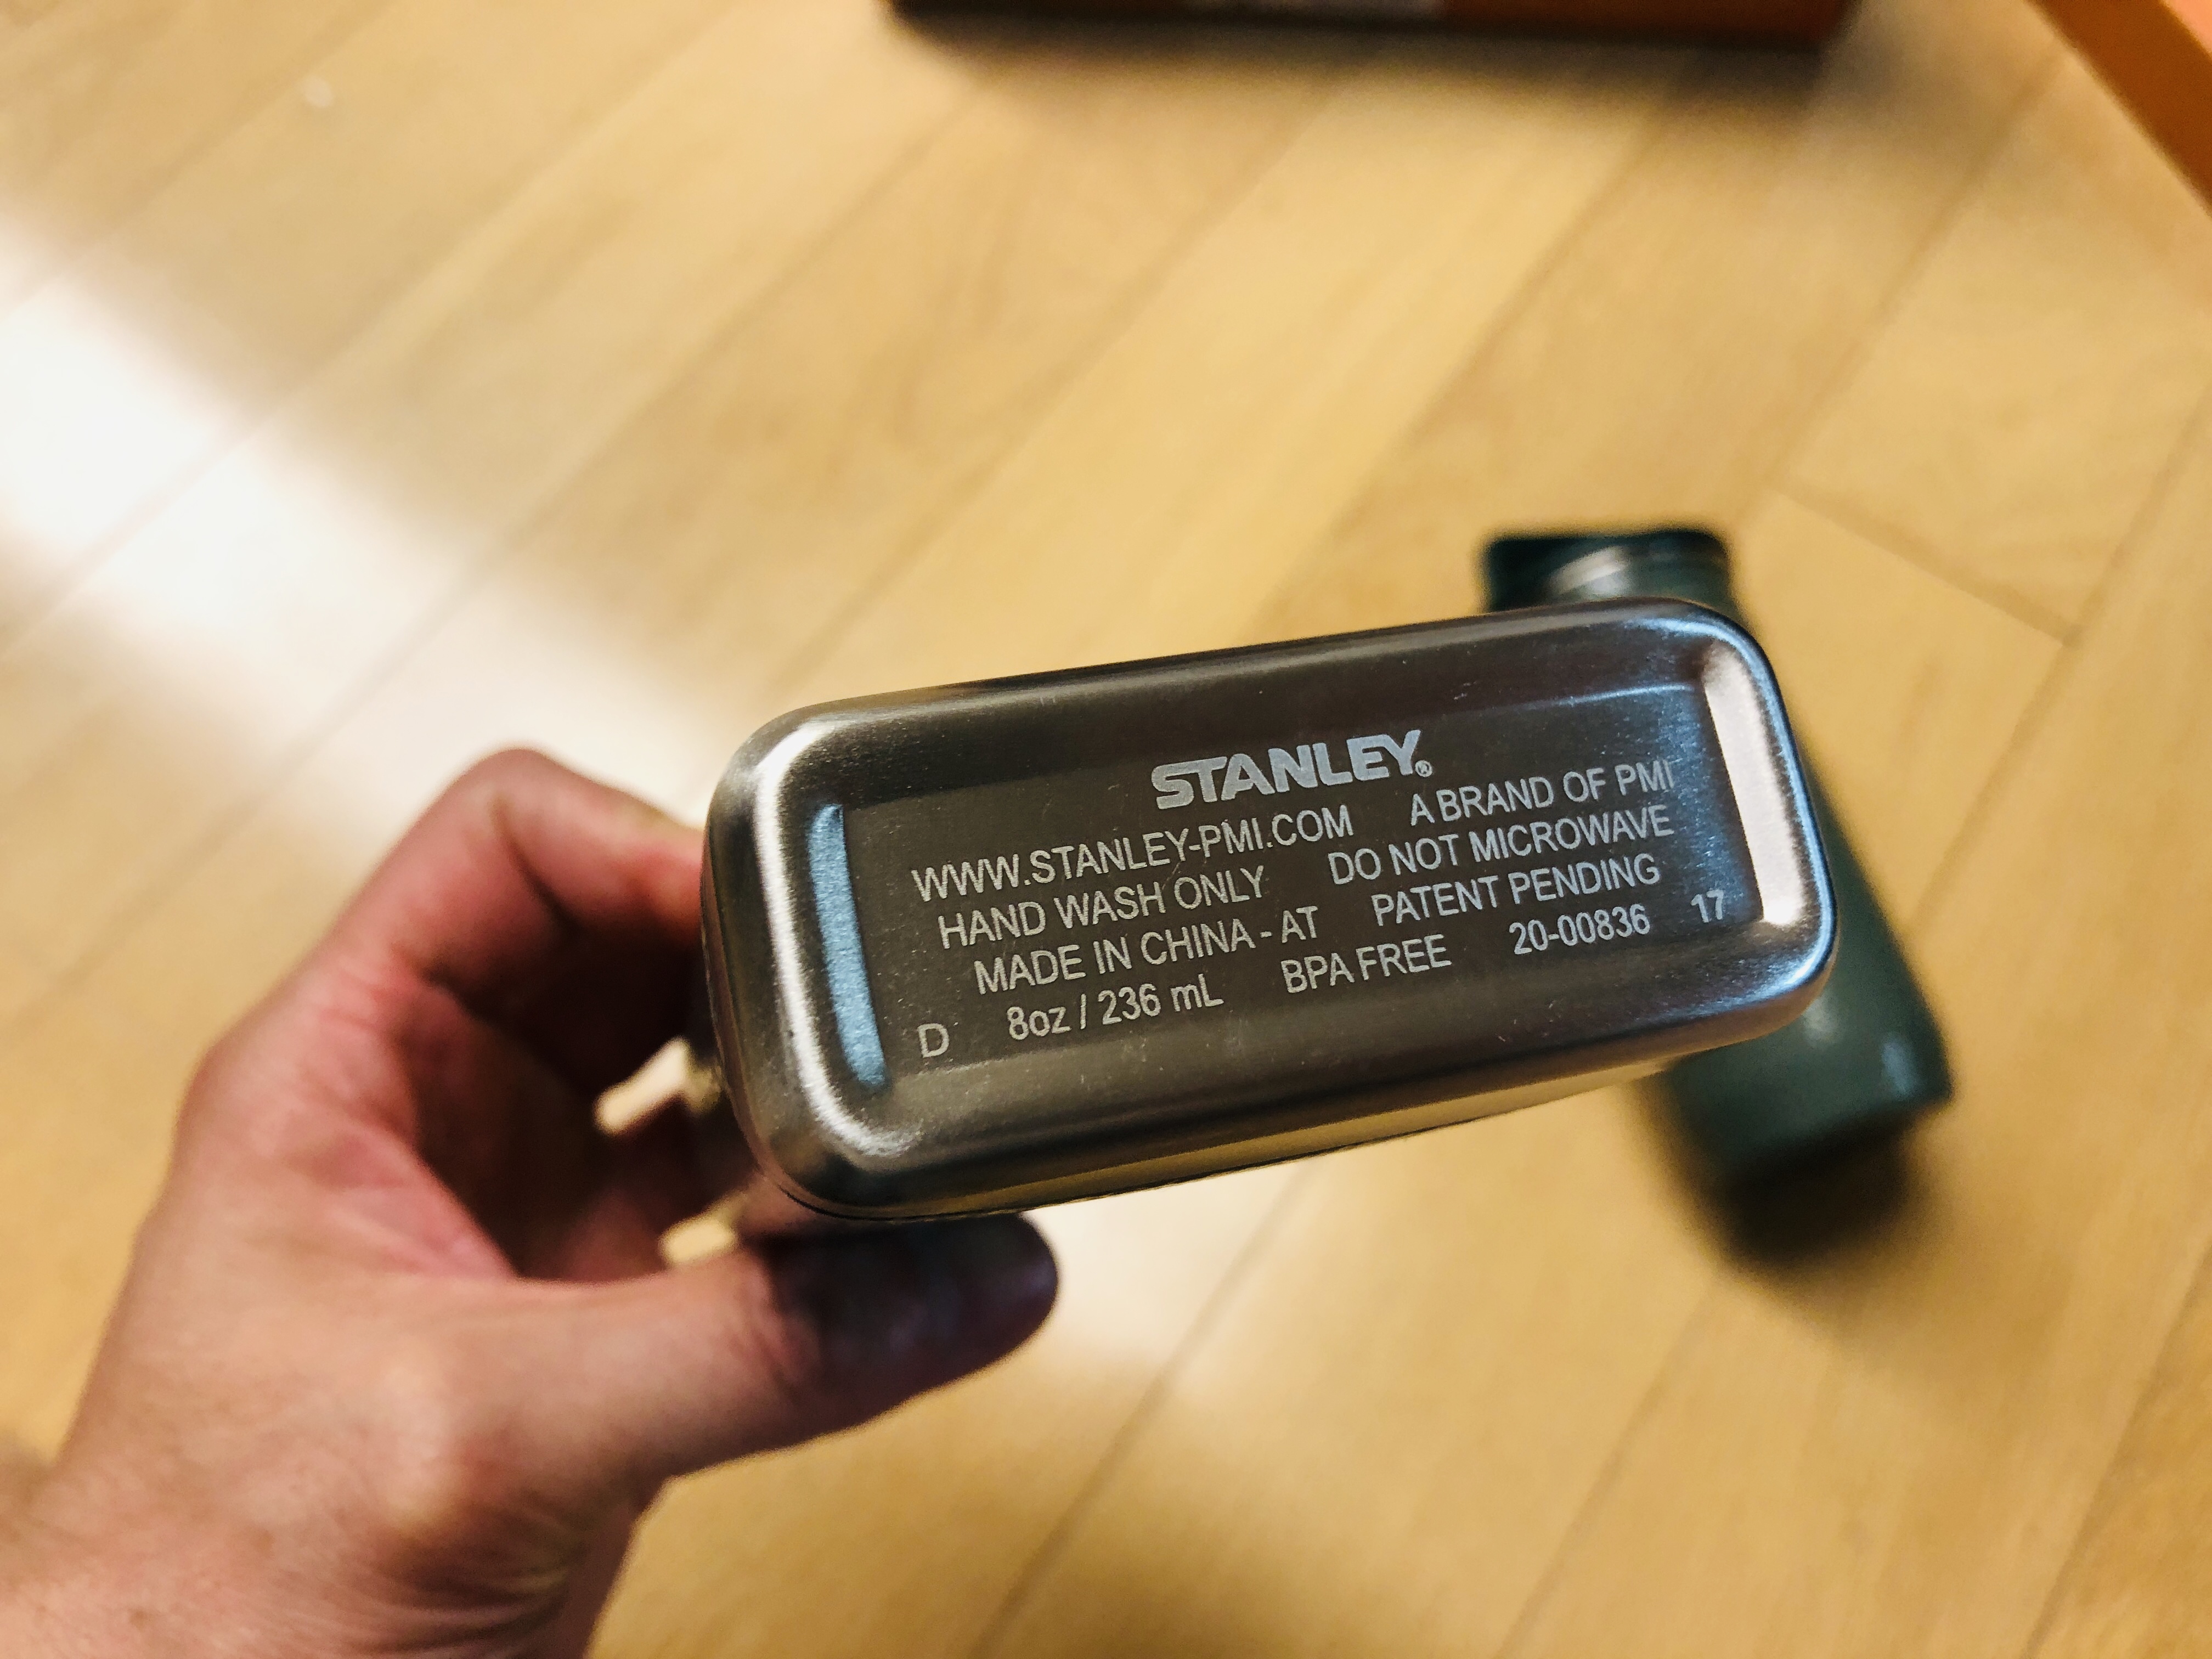 STANLEY®
WWW.STANLEY-PMI.COM A BRAND OF PMI
HAND WASH ONLY DO NOT MICROWAVE
MADE IN CHINA - AT PATENT PENDING
D 8oz / 236 mL BPA FREE 20-00836 17